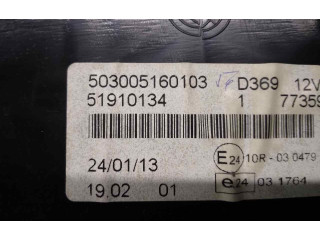 503005160103 D369 12V
51910134 1 77359
24/01/13 E24 10R - 03 0479
19.02 01 e24 03 1764